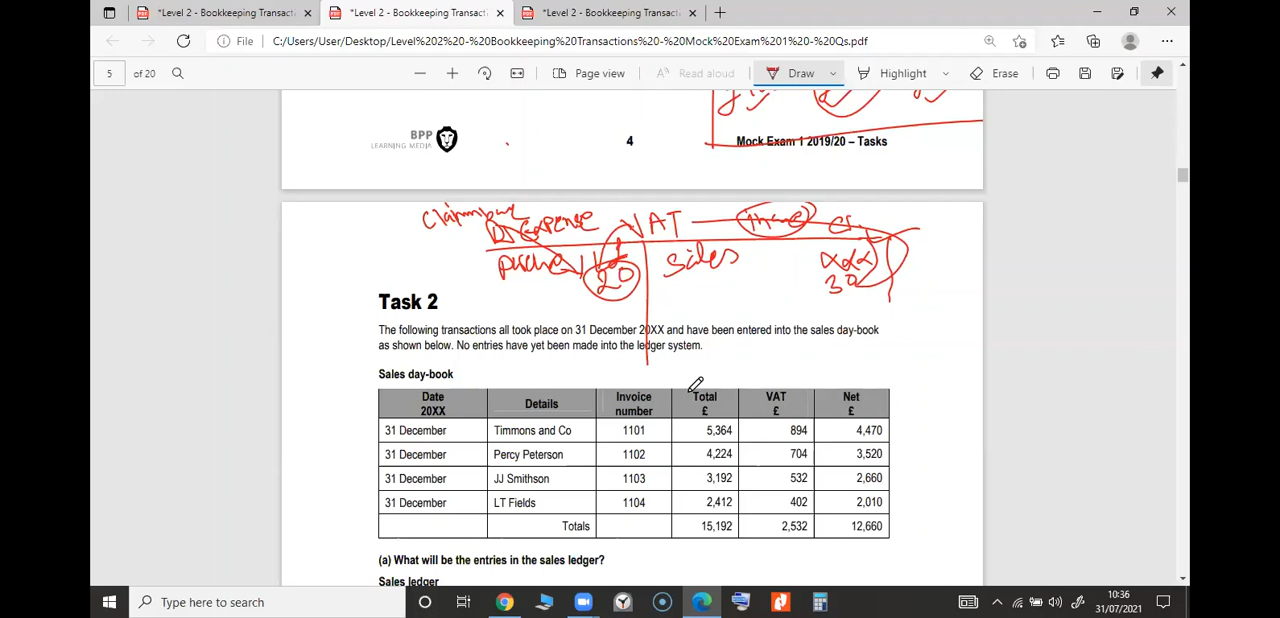 *Level 2 - Bookkeeping Transacti
*Level 2 - Bookkeeping Transact
*Level 2 - Bookkeeping Transacti
File
C:/Users/User/Desktop/Level%202%20-%20Bookkeeping%20Transactions%20-%20Mock%20Exam%201%20-%20Qs.pdf
5 of 20
Page view
Read aloud
Draw
Highlight
Erase
BPP
LEARNING MEDIA
4
Mock Exam 1 2019/20 – Tasks
expense VAT
sales
20
30
Task 2
The following transactions all took place on 31 December 20XX and have been entered into the sales day-book
as shown below. No entries have yet been made into the ledger system.
Sales day-book
Date 20XX Details Invoice number Total £ VAT £ Net £
31 December Timmons and Co 1101 5,364 894 4,470
31 December Percy Peterson 1102 4,224 704 3,520
31 December JJ Smithson 1103 3,192 532 2,660
31 December LT Fields 1104 2,412 402 2,010
Totals 15,192 2,532 12,660
(a) What will be the entries in the sales ledger?
Sales ledger
Type here to search
10:36
31/07/2021